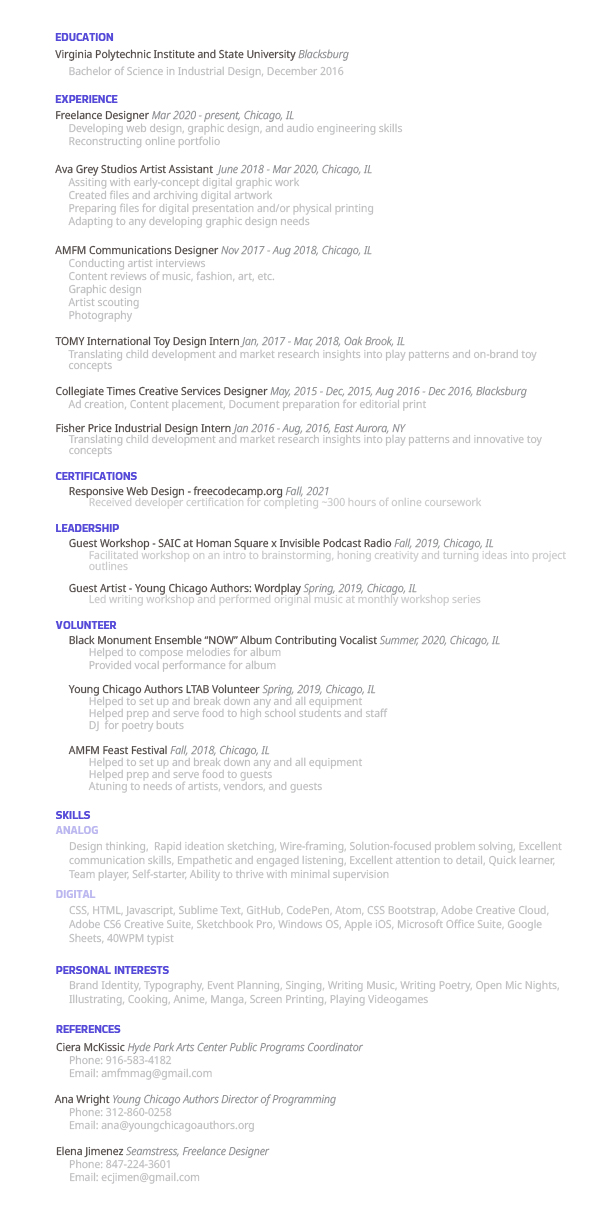 EDUCATION
Virginia Polytechnic Institute and State University Blacksburg
Bachelor of Science in Industrial Design, December 2016
EXPERIENCE
Freelance Designer Mar 2020 - present, Chicago, IL
Developing web design, graphic design, and audio engineering skills
Reconstructing online portfolio
Ava Grey Studios Artist Assistant June 2018 - Mar 2020, Chicago, IL
Assiting with early-concept digital graphic work
Created files and archiving digital artwork
Preparing files for digital presentation and/or physical printing
Adapting to any developing graphic design needs
AMFM Communications Designer Nov 2017 - Aug 2018, Chicago, IL
Conducting artist interviews
Content reviews of music, fashion, art, etc.
Graphic design
Artist scouting
Photography
TOMY International Toy Design Intern Jan, 2017 - Mar, 2018, Oak Brook, IL
Translating child development and market research insights into play patterns and on-brand toy
concepts
Collegiate Times Creative Services Designer May, 2015 - Dec, 2015, Aug 2016 - Dec 2016, Blacksburg
Ad creation, Content placement, Document preparation for editorial print
Fisher Price Industrial Design Intern Jan 2016 - Aug, 2016, East Aurora, NY
Translating child development and market research insights into play patterns and innovative toy
concepts
CERTIFICATIONS
Responsive Web Design - freecodecamp.org Fall, 2021
Received developer certification for completing ~300 hours of online coursework
LEADERSHIP
Guest Workshop - SAIC at Human Square x Invisible Podcast Radio Fall, 2019, Chicago, IL
Facilitated workshop on an intro to brainstorming, honing creativity and turning ideas into project
outlines
Guest Artist - Young Chicago Authors: Wordplay Spring, 2019, Chicago, IL
Led writing workshop and performed original music at monthly workshop series
VOLUNTEER
Black Monument Ensemble “NOW” Album Contributing Vocalist Summer, 2020, Chicago, IL
Helped to compose melodies for album
Provided vocal performance for album
Young Chicago Authors LTAB Volunteer Spring, 2019, Chicago, IL
Helped to set up and break down any and all equipment
Helped prep and serve food to high school students and staff
DJ for poetry bouts
AMFM Feast Festival Fall, 2018, Chicago, IL
Helped to set up and break down any and all equipment
Helped prep and serve food to guests
Atuning to needs of artists, vendors, and guests
SKILLS
ANALOG
Design thinking, Rapid ideation sketching, Wire-framing, Solution-focused problem solving, Excellent
communication skills, Empathetic and engaged listening, Excellent attention to detail, Quick learner,
Team player, Self-starter, Ability to thrive with minimal supervision
DIGITAL
CSS, HTML, Javascript, Sublime Text, GitHub, CodePen, Atom, CSS Bootstrap, Adobe Creative Cloud,
Adobe CS6 Creative Suite, Sketchbook Pro, Windows OS, Apple iOS, Microsoft Office Suite, Google
Sheets, 40WPM typist
PERSONAL INTERESTS
Brand Identity, Typography, Event Planning, Singing, Writing Music, Writing Poetry, Open Mic Nights,
Illustrating, Cooking, Anime, Manga, Screen Printing, Playing Videogames
REFERENCES
Ciera McKissic Hyde Park Arts Center Public Programs Coordinator
Phone: 916-583-4182
Email: amfmmag@gmail.com
Ana Wright Young Chicago Authors Director of Programming
Phone: 312-860-0258
Email: ana@youngchicagoauthors.org
Elena Jimenez Seamstress, Freelance Designer
Phone: 847-224-3601
Email: ecjimen@gmail.com